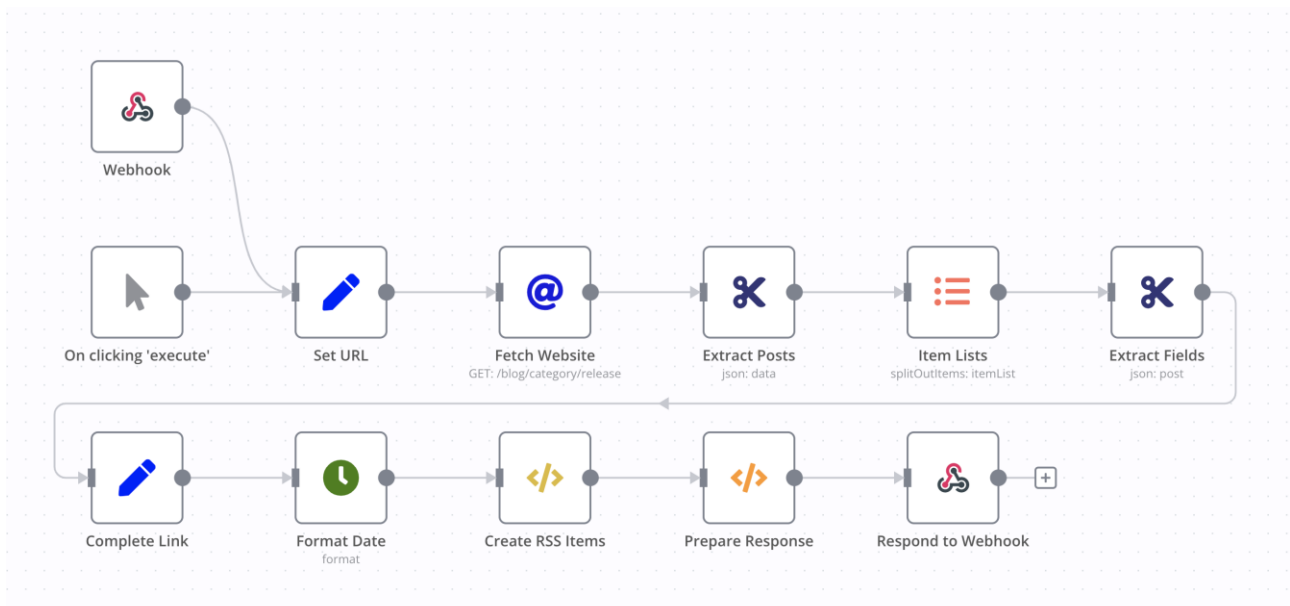 Webhook
On clicking 'execute'
Set URL
Fetch Website
GET: /blog/category/release
Extract Posts
json: data
Item Lists
splitOutItems: itemList
Extract Fields
json: post
Complete Link
Format Date
format
Create RSS Items
Prepare Response
Respond to Webhook